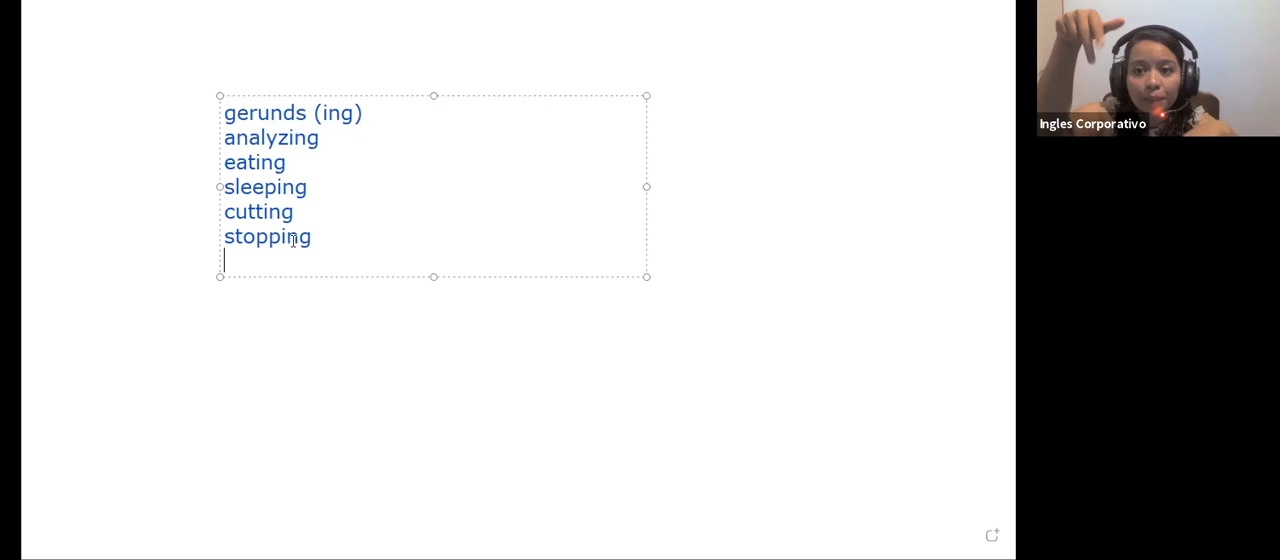 gerunds (ing)
analyzing
eating
sleeping
cutting
stopping
Ingles Corporativo